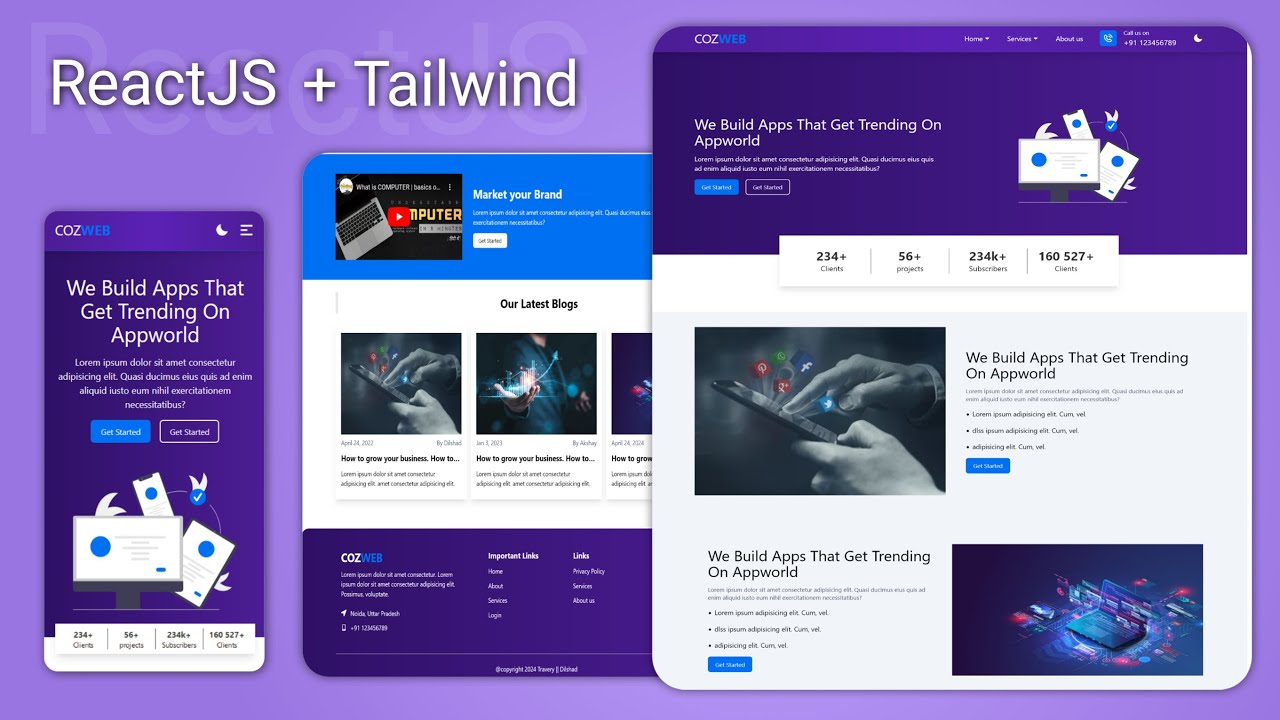 ReactJS
ReactJS + Tailwind
COZWEB
We Build Apps That
Get Trending On
Appworld
Lorem ipsum dolor sit amet consectetur
adipisicing elit. Quasi ducimus eius quis ad enim
aliquid iusto eum nihil exercitationem
necessitatibus?
Get Started
Get Started
234+
Clients
56+
projects
234k+
Subscribers
160 527+
Clients
What is COMPUTER | basics o...
Market your Brand
Lorem ipsum dolor sit amet consectetur adipisicing elit. Quasi ducimus eius
necessitatibus?
Get Started
Our Latest Blogs
April 24, 2022 By Dilshad
How to grow your business. How to...
Lorem ipsum dolor sit amet consectetur
adipisicing elit. amet consectetur adipisicing elit.
Jan 3, 2023 By Akshay
How to grow your business. How to...
Lorem ipsum dolor sit amet consectetur
adipisicing elit. amet consectetur adipisicing elit.
April 24, 2024
How to grow
Lorem ipsum
adipisicing elit.
COZWEB
Lorem ipsum dolor sit amet consectetur. Lorem
ipsum dolor sit amet consectetur adipisicing elit.
Possimus, voluptate.
Noida, Uttar Pradesh
+91 123456789
Important Links
Home
About
Services
Login
Links
Privacy Policy
Services
About us
@copyright 2024 Travery || Dilshad
COZWEB
Home
Services
About us
Call us on
+91 123456789
We Build Apps That Get Trending On
Appworld
Lorem ipsum dolor sit amet consectetur adipisicing elit. Quasi ducimus eius quis
ad enim aliquid iusto eum nihil exercitationem necessitatibus?
Get Started
Get Started
234+
Clients
56+
projects
234k+
Subscribers
160 527+
Clients
We Build Apps That Get Trending
On Appworld
Lorem ipsum dolor sit amet consectetur adipisicing elit. Quasi ducimus eius quis ad
enim aliquid iusto eum nihil exercitationem necessitatibus?
• Lorem ipsum adipisicing elit. Cum, vel.
• dlss ipsum adipisicing elit. Cum, vel.
• adipisicing elit. Cum, vel.
Get Started
We Build Apps That Get Trending
On Appworld
Lorem ipsum dolor sit amet consectetur adipisicing elit. Quasi ducimus eius quis ad
enim aliquid iusto eum nihil exercitationem necessitatibus?
• Lorem ipsum adipisicing elit. Cum, vel.
• dlss ipsum adipisicing elit. Cum, vel.
• adipisicing elit. Cum, vel.
Get Started